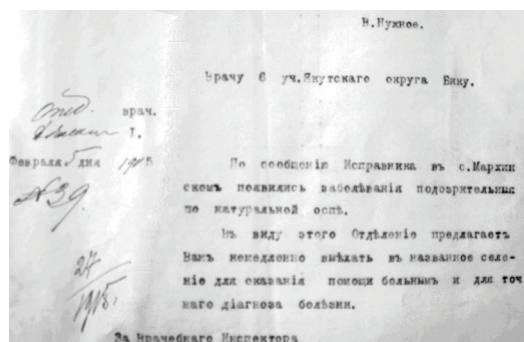 В.Нужное.
Врачу 6 уч.Якутскаго округа Бику.
Отд. врач.
I.
Февраля 5 дня 1915
№ 39.
По сообщенію Исправника въ с.Мархин
скомъ появились заболѣванія подозрительныя
по натуральной оспѣ.
Въ виду этого Отдѣленіе предлагаетъ
Вамъ немедленно выѣхать въ названное селе-
ніе для оказанія помощи больнымъ и для точ
наго діагноза болѣзни.
27
1915.
За Врачебнаго Инспектора